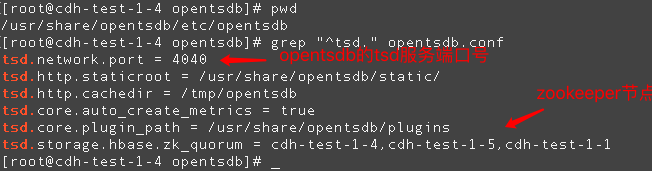 [root@cdh-test-1-4 opentsdb]# pwd
/usr/share/opentsdb/etc/opentsdb
[root@cdh-test-1-4 opentsdb]# grep "^tsd." opentsdb.conf
tsd.network.port = 4040 opentsdb的tsd服务端口号
tsd.http.staticroot = /usr/share/opentsdb/static/
tsd.http.cachedir = /tmp/opentsdb
zookeeper节点
tsd.core.auto_create_metrics = true
tsd.core.plugin_path = /usr/share/opentsdb/plugins
tsd.storage.hbase.zk_quorum = cdh-test-1-4,cdh-test-1-5,cdh-test-1-1
[root@cdh-test-1-4 opentsdb]# _